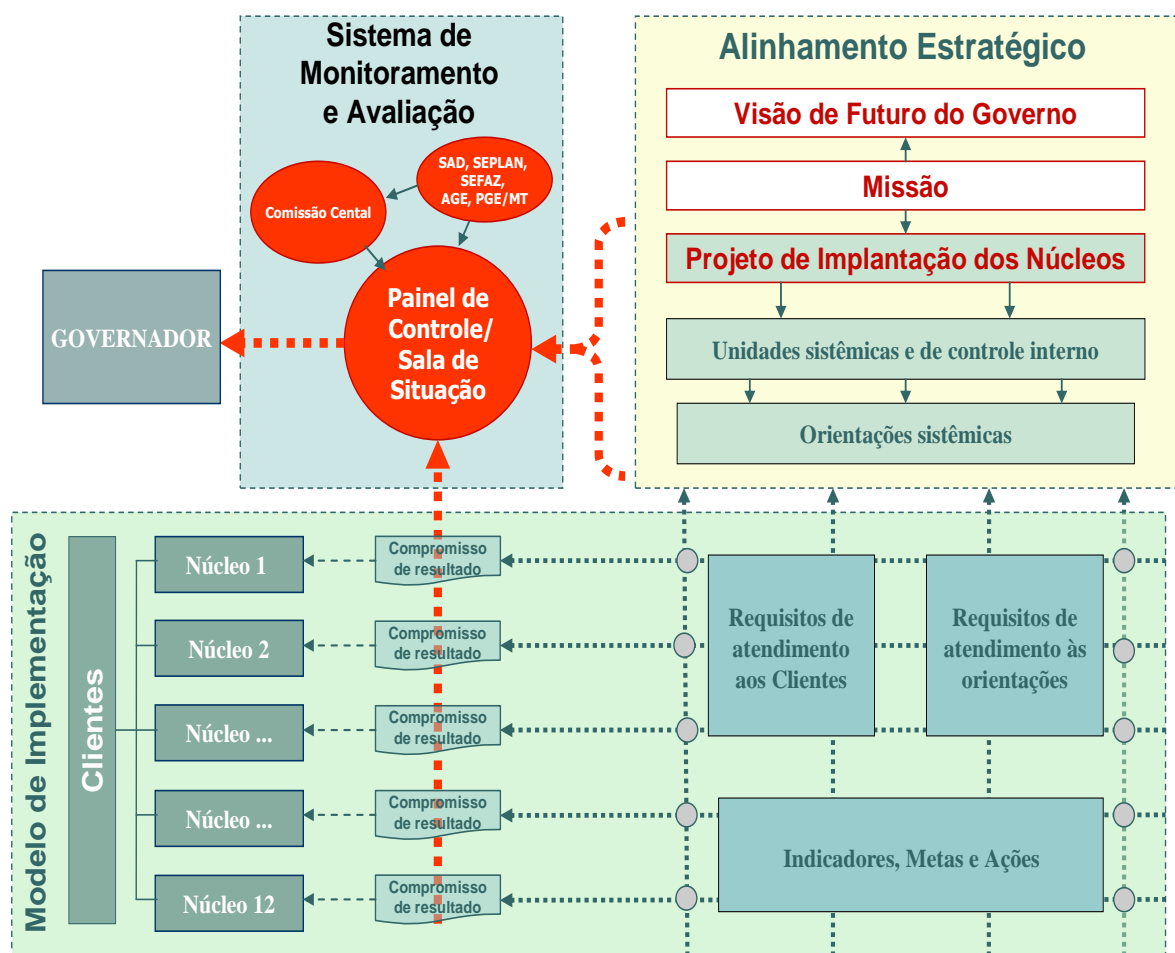 Sistema de
Monitoramento
e Avaliação
SAD, SEPLAN,
SEFAZ,
AGE, PGE/MT
Comissão Cental
Painel de
Controle/
Sala de
Situação
GOVERNADOR
Alinhamento Estratégico
Visão de Futuro do Governo
Missão
Projeto de Implantação dos Núcleos
Unidades sistêmicas e de controle interno
Orientações sistêmicas
Modelo de Implementação
Clientes
Núcleo 1
Compromisso
de resultado
Núcleo 2
Compromisso
de resultado
Núcleo ...
Compromisso
de resultado
Núcleo ...
Compromisso
de resultado
Núcleo 12
Compromisso
de resultado
Requisitos de
atendimento
aos Clientes
Requisitos de
atendimento às
orientações
Indicadores, Metas e Ações